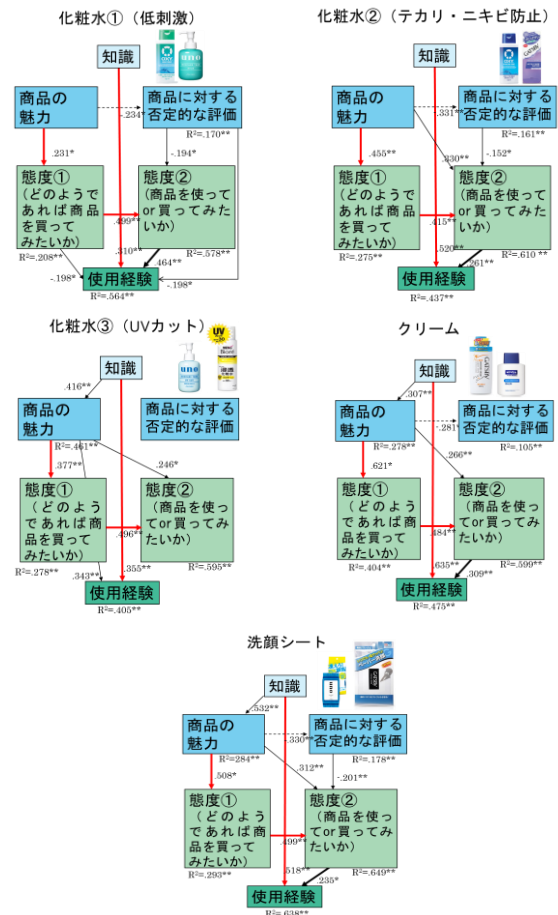 化粧水①（低刺激）
知識
商品の
魅力
商品に対する
否定的な評価
-.234*
R²=.170**
.231*
-.194*
態度①
（どのようで
あれば商品
を買って
みたいか）
態度②
（商品を使って
or買ってみた
いか）
.499**
.310**
R²=.208**
.464**
R²=.578**
-.198*
使用経験
-.198*
R²=.564**
化粧水②（テカリ・ニキビ防止）
知識
商品の
魅力
商品に対する
否定的な評価
-.331**
R²=.161**
.455**
.330**
-.152*
態度①
（どのようで
あれば商品
を買って
みたいか）
態度②
（商品を使って
or買ってみた
いか）
.415**
.520**
R²=.275**
.261**
R²=.610 **
使用経験
R²=.437**
化粧水③（UVカット）
UV
uno
知識
.416**
商品の魅力
商品に対する
否定的な評価
R²=.461**
.377**
.246*
態度①
（どのよう
であれば商
品を買って
みたいか）
態度②
（商品を使っ
てor買ってみ
たいか）
.496**
.355**
R²=.278**
.343**
R²=.595**
使用経験
R²=.405**
クリーム
知識
.307**
商品の魅力
商品に対する
否定的な評価
-.281*
R²=.278**
R²=.105**
.266**
.621*
態度①
（どのよう
であれば商
品を買って
みたいか）
態度②
（商品を使っ
てor買ってみ
たいか）
.484**
.635**
R²=.404**
.309**
R²=.599**
使用経験
R²=.475**
洗顔シート
知識
.532**
商品の
魅力
商品に対する
否定的な評価
-.330**
R²=284**
R²=.178**
.312**
.508*
-.201**
態度①
（どのよう
であれば商
品を買って
みたいか）
態度②
（商品を使っ
てor買ってみ
たいか）
.499**
.518**
R²=.293**
.235*
R²=.649**
使用経験
R²=.638**